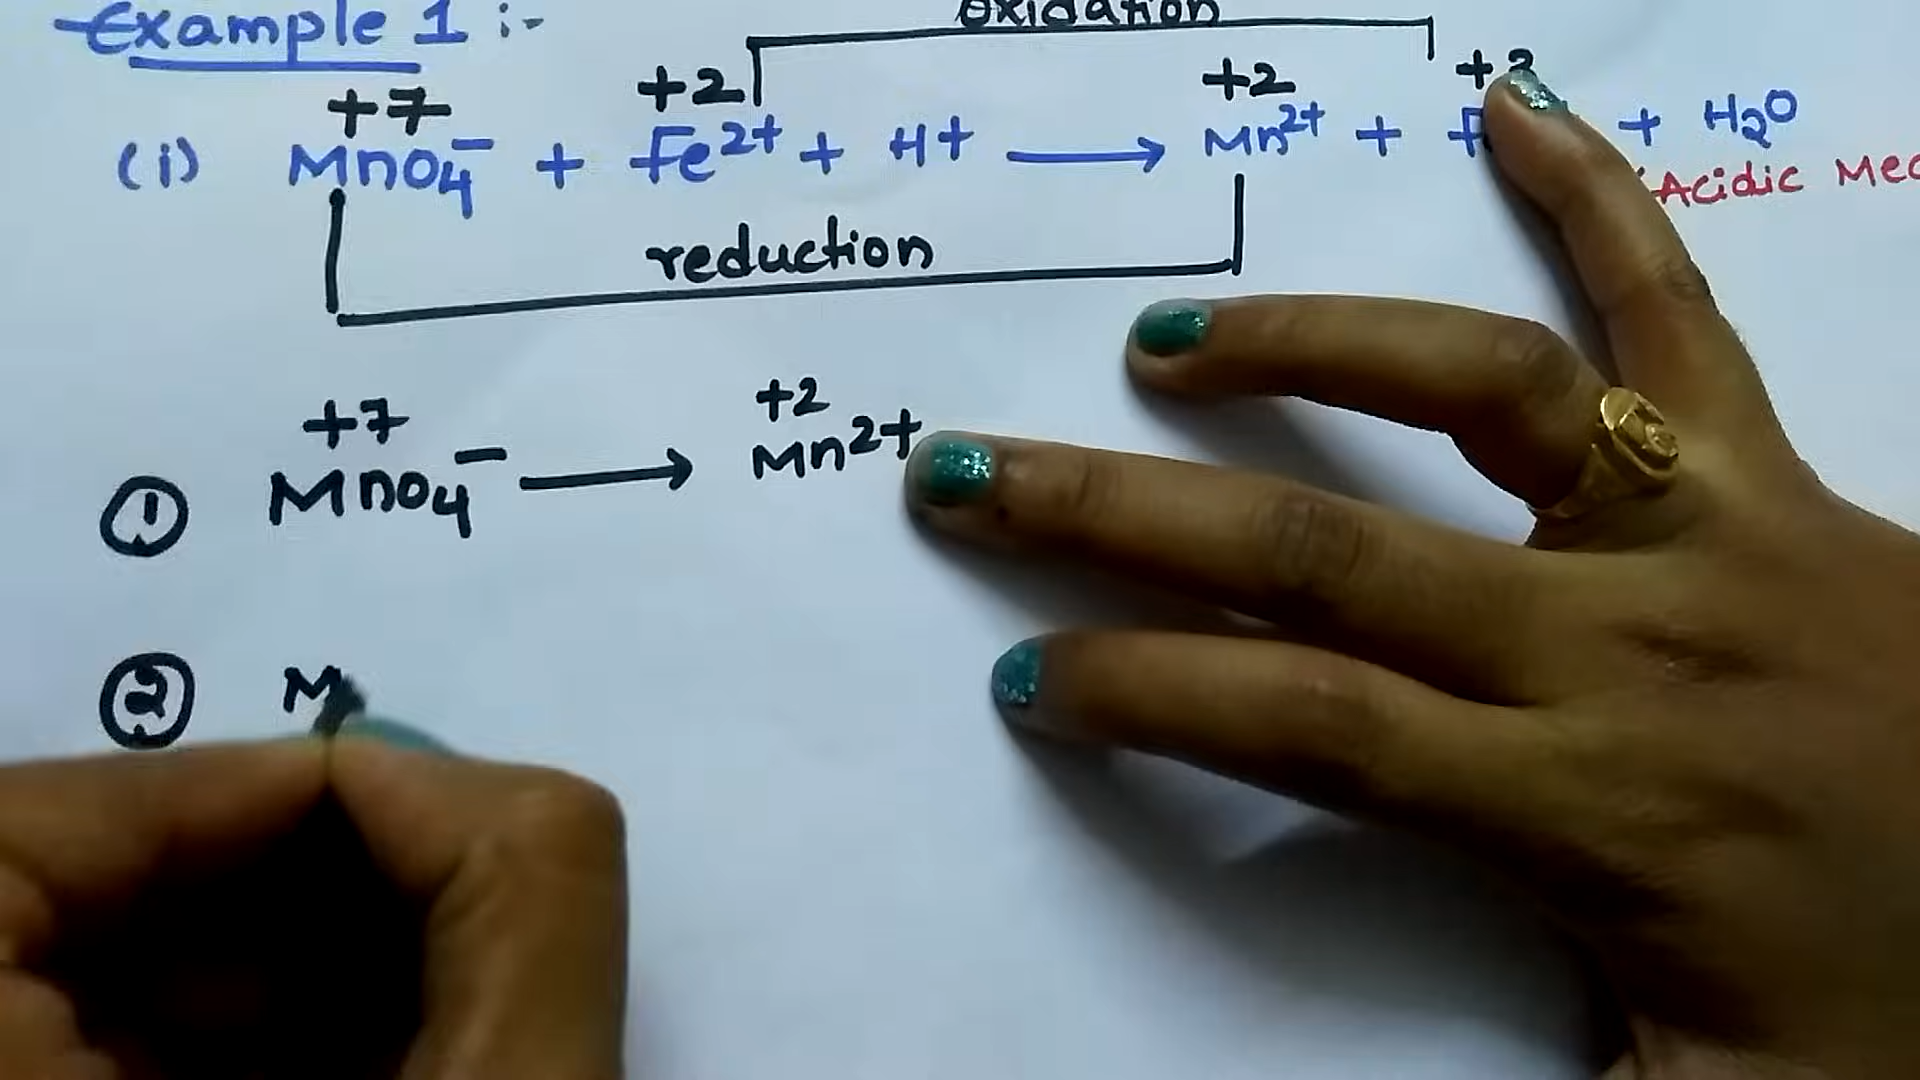 Example 1 :-
oxidation
+7 +2 +2 +3
(i) MnO4⁻ + Fe²⁺ + H⁺ ⟶ Mn²⁺ + F + H₂O
(Acidic Med
reduction
+7 +2
① MnO₄⁻ ⟶ Mn²⁺
② M